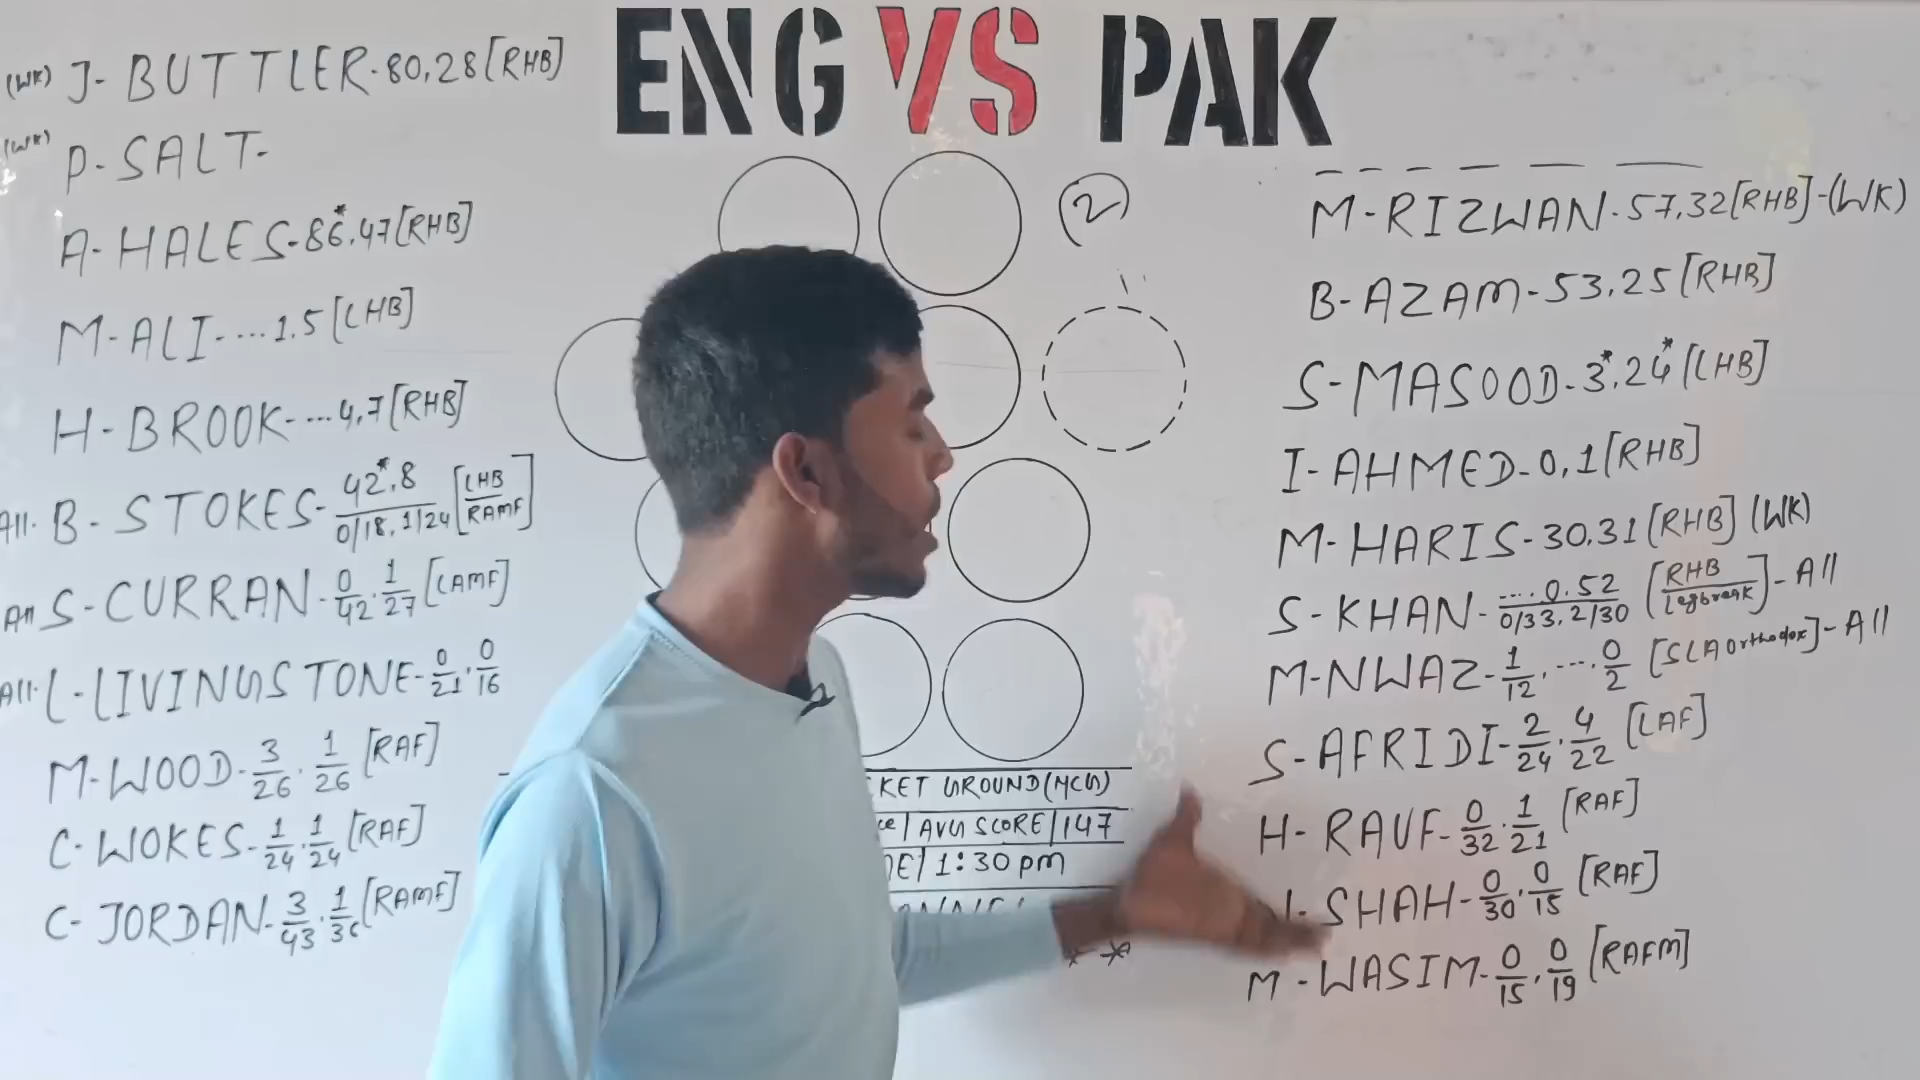 ENG VS PAK
(WK) J- BUTTLER-80,28[RHB]
(WK) P-SALT-
A-HALES-86*,47[RHB]
M-ALI-...1.5[LHB]
H-BROOK-...4,7[RHB]
All- B-STOKES- 42*,8 / 0/18,1/24 [LHB / RAMF]
All S-CURRAN- 0/42, 1/27 [LAMF]
All- L-LIVINGSTONE- 0/21, 0/16
M-WOOD- 3/26, 1/26 [RAF]
C-WOKES- 1/24, 1/24 [RAF]
C-JORDAN- 3/43, [RAMF]
(2)
KET GROUND(MCG)
/AVG SCORE/147
E/1:30pm
**
M-RIZWAN-57,32[RHB]-(WK)
B-AZAM-53,25[RHB]
S-MASOOD-3*,24*[LHB]
I-AHMED-0,1[RHB]
M-HARIS-30,31[RHB](WK)
S-KHAN- ....0,52 / 0/33,2/30 [RHB / Legbreak]-All
M-NWAZ- 1/12, ....0/2 [SLAOrthodox]-All
S-AFRIDI- 2/24, 4/22 [LAF]
H-RAUF- 0/32, 1/21 [RAF]
-SHAH- 0/30, 0/15 [RAF]
M-WASIM- 0/15, 0/19 [RAFM]